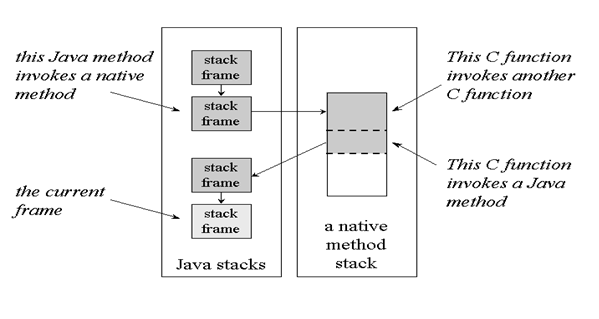 this Java method
invokes a native
method
stack
frame
stack
frame
stack
frame
stack
frame
the current
frame
Java stacks
a native
method
stack
This C function
invokes another
C function
This C function
invokes a Java
method